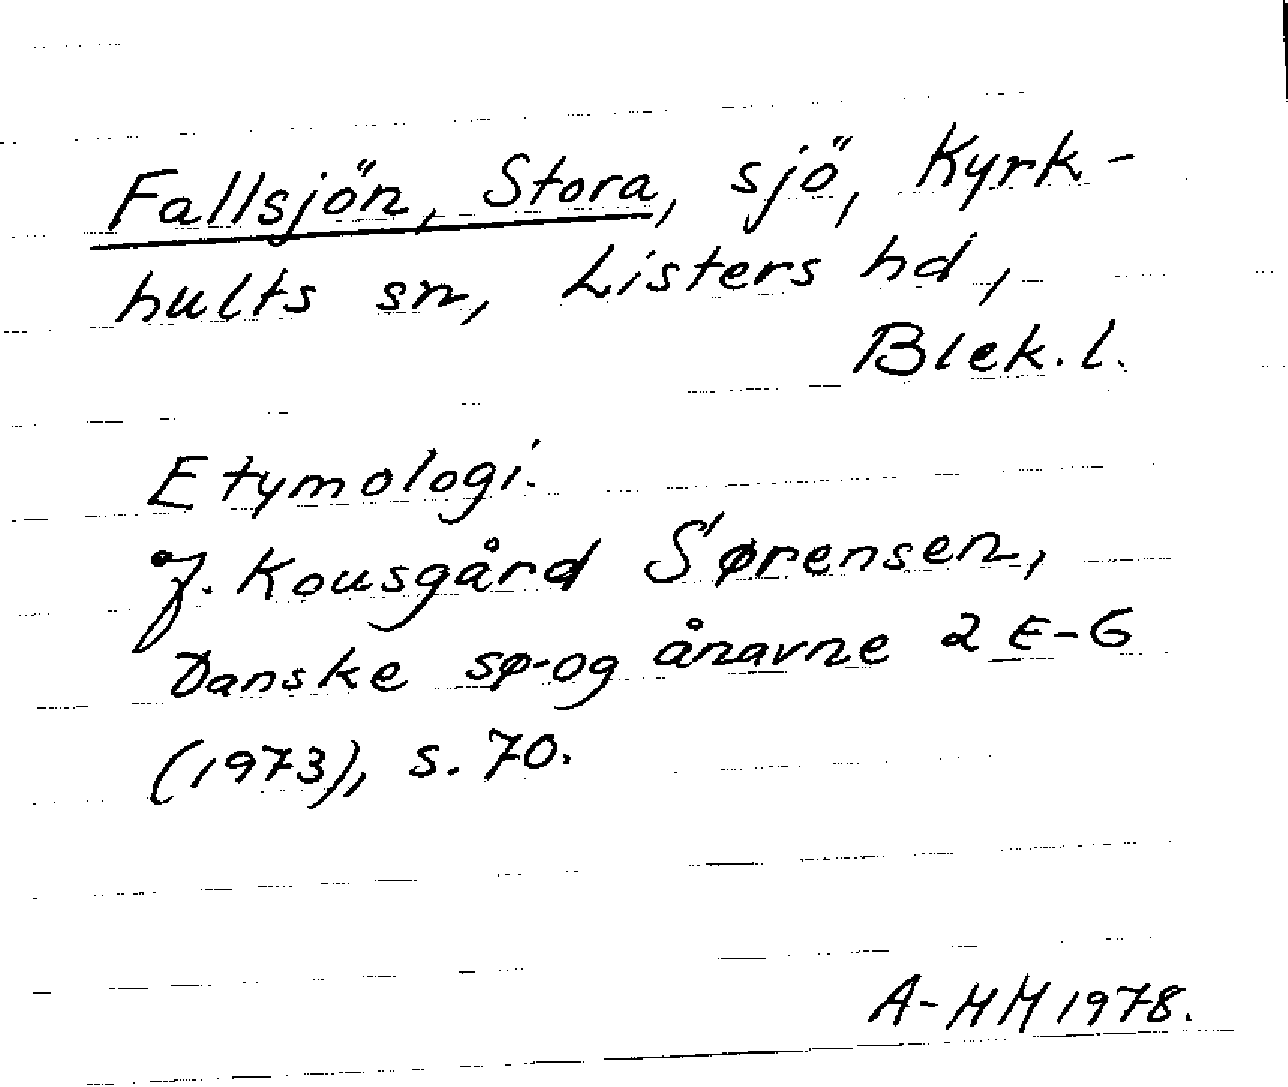 Fallsjön, Stora, sjö, Kyrk-
hults sn, Listers hd,
Blek. l.
Etymologi.
J. Kousgård Sørensen,
Danske sø- og ånavne 2 E-G
(1973), s. 70.
A-HH 1978.